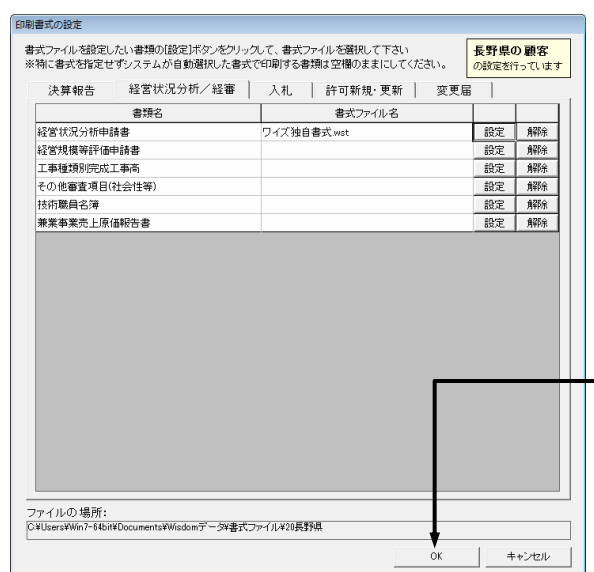 印刷書式の設定
書式ファイルを設定したい書類の[設定]ボタンをクリックして、書式ファイルを選択して下さい
※特に書式を指定せずシステムが自動選択した書式で印刷する書類は空欄のままにしてください。
長野県の 顧客
の設定を行っています
決算報告 経営状況分析／経審 入札 許可新規・更新 変更届
書類名 書式ファイル名
経営状況分析申請書 ワイズ独自書式.wst 設定 解除
経営規模等評価申請書 設定 解除
工事種類別完成工事高 設定 解除
その他審査項目(社会性等) 設定 解除
技術職員名簿 設定 解除
兼業事業売上原価報告書 設定 解除
ファイルの場所:
C:¥Users¥Win7-64bit¥Documents¥Wisdomデータ¥書式ファイル¥20長野県
OK キャンセル